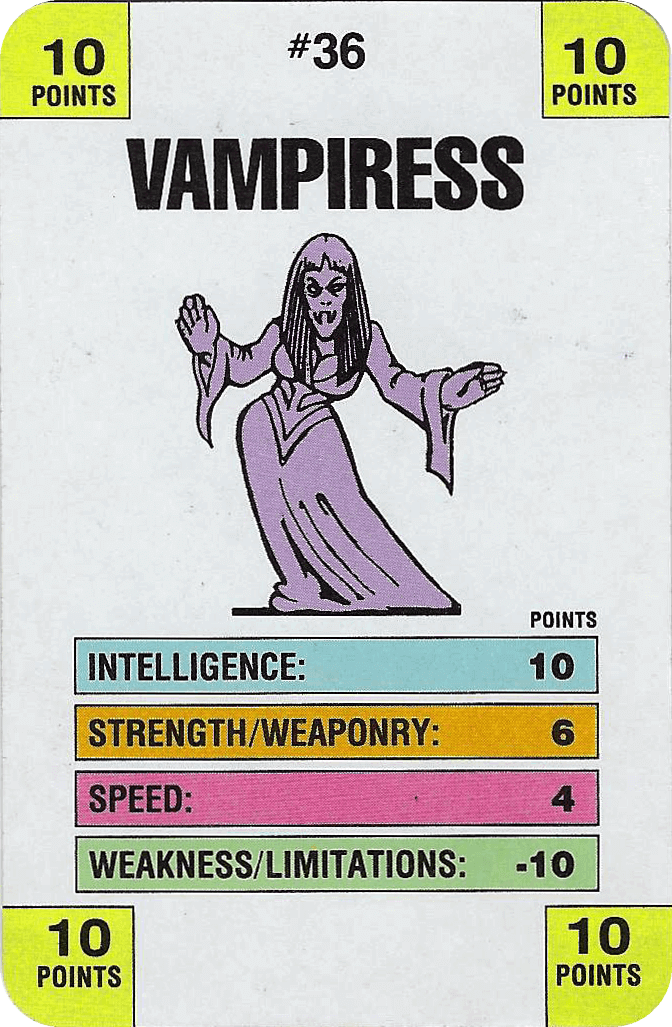 10
POINTS
#36
10
POINTS
VAMPIRESS
POINTS
INTELLIGENCE: 10
STRENGTH/WEAPONRY: 6
SPEED: 4
WEAKNESS/LIMITATIONS: -10
10
POINTS
10
POINTS